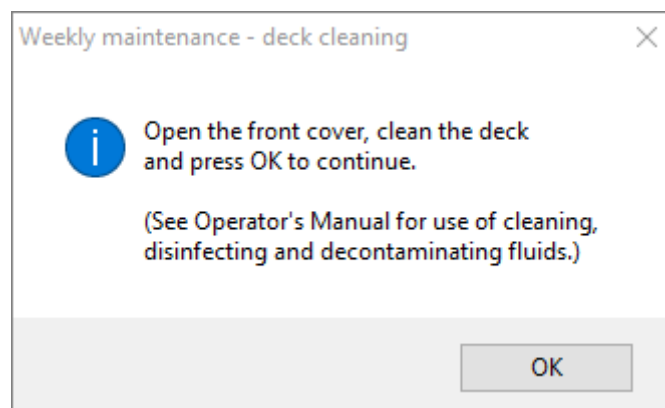 Weekly maintenance - deck cleaning
Open the front cover, clean the deck
and press OK to continue.
(See Operator's Manual for use of cleaning,
disinfecting and decontaminating fluids.)
OK